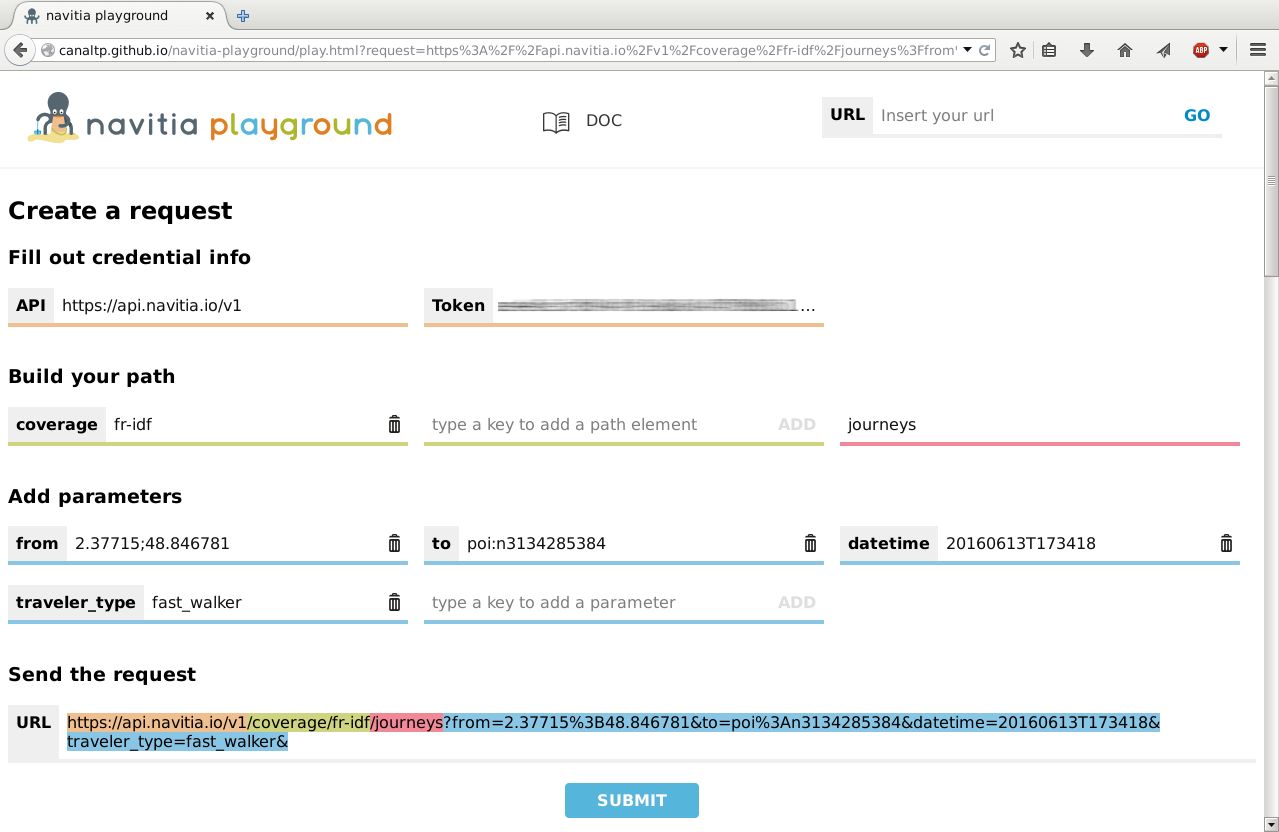 navitia playground
canaltp.github.io/navitia-playground/play.html?request=https%3A%2F%2Fapi.navitia.io%2Fv1%2Fcoverage%2Ffr-idf%2Fjourneys%3Ffrom
ABP
navitia playground
DOC
URL Insert your url GO
Create a request
Fill out credential info
API https://api.navitia.io/v1
Token ...
Build your path
coverage fr-idf
type a key to add a path element ADD
journeys
Add parameters
from 2.37715;48.846781
to poi:n3134285384
datetime 20160613T173418
traveler_type fast_walker
type a key to add a parameter ADD
Send the request
URL https://api.navitia.io/v1/coverage/fr-idf/journeys?from=2.37715%3B48.846781&to=poi%3An3134285384&datetime=20160613T173418&
traveler_type=fast_walker&
SUBMIT